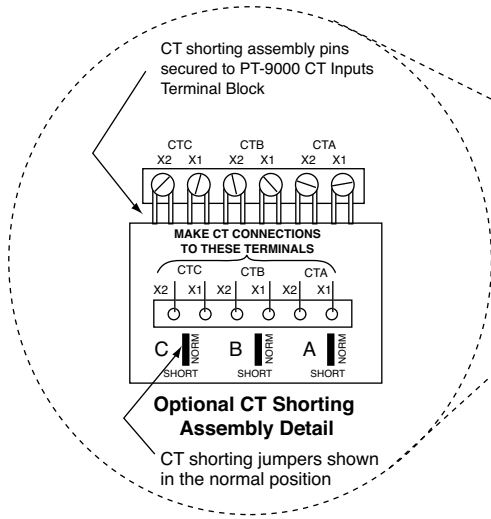 CT shorting assembly pins
secured to PT-9000 CT Inputs
Terminal Block
CTC CTB CTA
X2 X1 X2 X1 X2 X1
MAKE CT CONNECTIONS
TO THESE TERMINALS
CTC CTB CTA
X2 X1 X2 X1 X2 X1
C NORM B NORM A NORM
SHORT SHORT SHORT
Optional CT Shorting
Assembly Detail
CT shorting jumpers shown
in the normal position